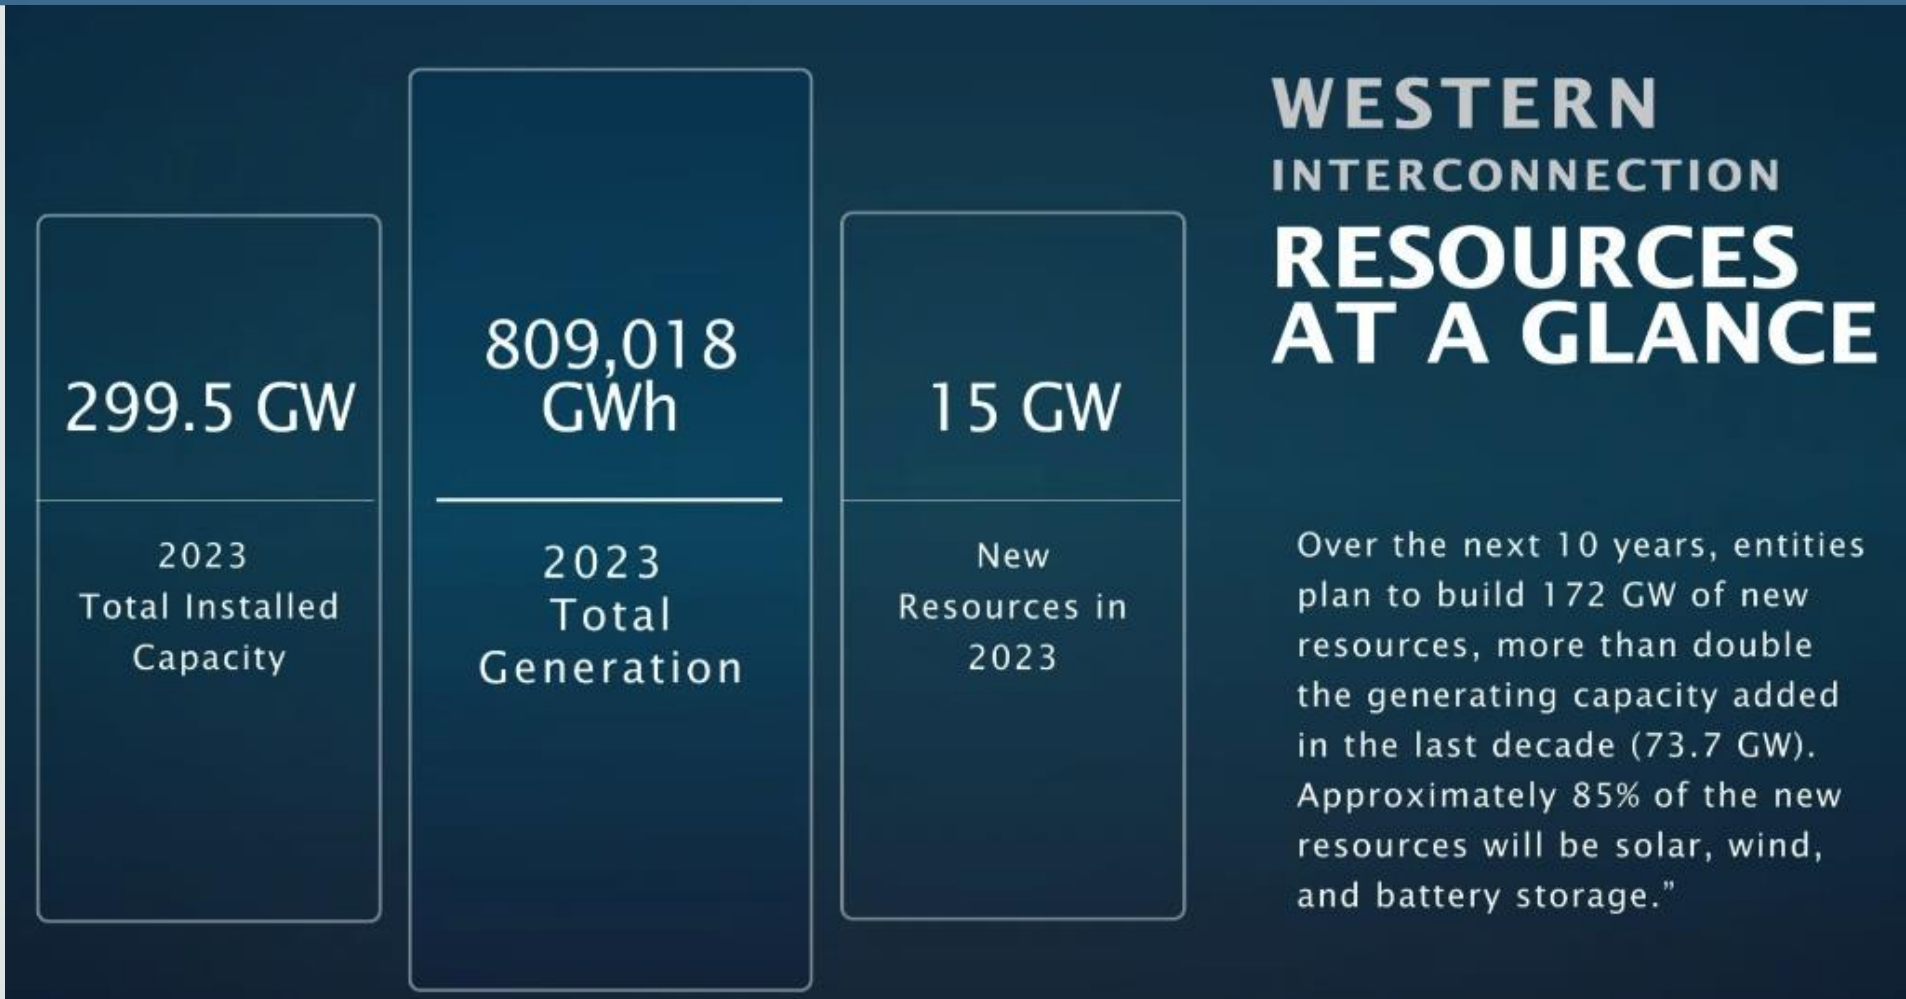 WESTERN
INTERCONNECTION
RESOURCES
AT A GLANCE
299.5 GW
2023
Total Installed
Capacity
809,018
GWh
2023
Total
Generation
15 GW
New
Resources in
2023
Over the next 10 years, entities
plan to build 172 GW of new
resources, more than double
the generating capacity added
in the last decade (73.7 GW).
Approximately 85% of the new
resources will be solar, wind,
and battery storage.”